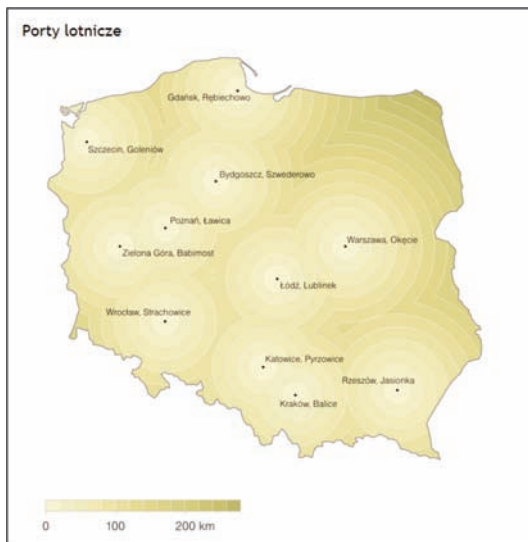 Porty lotnicze
Gdańsk, Rębiechowo
Szczecin, Goleniów
Bydgoszcz, Szwederowo
Poznań, Ławica
Warszawa, Okęcie
Zielona Góra, Babimost
Łódź, Lublinek
Wrocław, Strachowice
Katowice, Pyrzowice
Rzeszów, Jasionka
Kraków, Balice
0 100 200 km